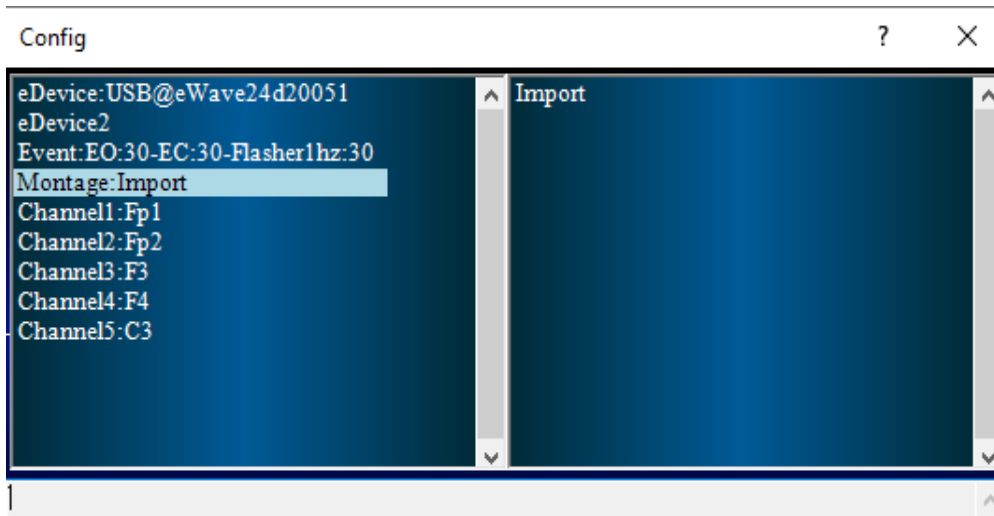 Config
?
eDevice:USB@eWave24d20051
eDevice2
Event:EO:30-EC:30-Flasher1hz:30
Montage:Import
Channel1:Fp1
Channel2:Fp2
Channel3:F3
Channel4:F4
Channel5:C3
Import
1